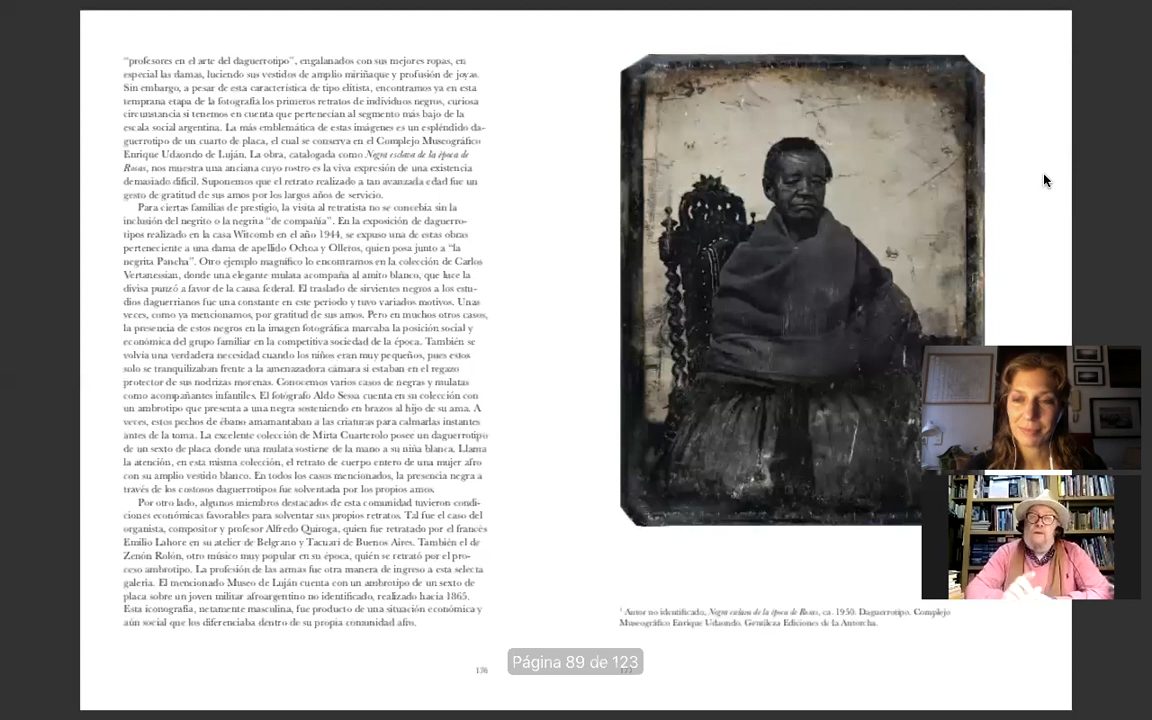 “profesores en el arte del daguerrotipo”, engalanados con sus mejores ropas, en
especial las damas, luciendo sus vestidos de amplio miriñaque y profusión de joyas.
Sin embargo, a pesar de esta característica de tipo elitista, encontramos ya en esta
temprana etapa de la fotografía los primeros retratos de individuos negros, curiosa
circunstancia si tenemos en cuenta que pertenecían al segmento más bajo de la
escala social argentina. La más emblemática de estas imágenes es un espléndido da-
guerrotipo de un cuarto de placa, el cual se conserva en el Complejo Museográfico
Enrique Udaondo de Luján. La obra, catalogada como Negra esclava de la época de
Rosas, nos muestra una anciana cuyo rostro es la viva expresión de una existencia
demasiado difícil. Suponemos que el retrato realizado a tan avanzada edad fue un
gesto de gratitud de sus amos por los largos años de servicio.
Para ciertas familias de prestigio, la visita al retratista no se concebía sin la
inclusión del negrito o la negrita “de compañía”. En la exposición de daguerro-
tipos realizado en la casa Witcomb en el año 1944, se expuso una de estas obras
perteneciente a una dama de apellido Ochoa y Olleros, quien posa junto a “la
negrita Pancha”. Otro ejemplo magnífico lo encontramos en la colección de Carlos
Vertanessian, donde una elegante mulata acompaña al amito blanco, que luce la
divisa punzó a favor de la causa federal. El traslado de sirvientes negros a los estu-
dios daguerrianos fue una constante en este período y tuvo variados motivos. Unas
veces, como ya mencionamos, por gratitud de sus amos. Pero en muchos otros casos,
la presencia de estos negros en la imagen fotográfica marcaba la posición social y
económica del grupo familiar en la competitiva sociedad de la época. También se
volvía una verdadera necesidad cuando los niños eran muy pequeños, pues estos
solo se tranquilizaban frente a la amenazadora cámara si estaban en el regazo
protector de sus nodrizas morenas. Conocemos varios casos de negras y mulatas
como acompañantes infantiles. El fotógrafo Aldo Sessa cuenta en su colección con
un ambrotipo que presenta a una negra sosteniendo en brazos al hijo de su ama. A
veces, estos pechos de ébano amamantaban a las criaturas para calmarlas instantes
antes de la toma. La excelente colección de Mirta Cuarterolo posee un daguerrotipo
de un sexto de placa donde una mulata sostiene de la mano a su niña blanca. Llama
la atención, en esta misma colección, el retrato de cuerpo entero de una mujer afro
con su amplio vestido blanco. En todos los casos mencionados, la presencia negra a
través de los costosos daguerrotipos fue solventada por los propios amos.
Por otro lado, algunos miembros destacados de esta comunidad tuvieron condi-
ciones económicas favorables para solventar sus propios retratos. Tal fue el caso del
organista, compositor y profesor Alfredo Quiroga, quien fue retratado por el francés
Emilio Lahore en su atelier de Belgrano y Tacuarí de Buenos Aires. También el de
Zenón Rolón, otro músico muy popular en su época, quién se retrató por el pro-
ceso ambrotipo. La profesión de las armas fue otra manera de ingreso a esta selecta
galería. El mencionado Museo de Luján cuenta con un ambrotipo de un sexto de
placa sobre un joven militar afroargentino no identificado, realizado hacia 1865.
Esta iconografía, netamente masculina, fue producto de una situación económica y
aún social que los diferenciaba dentro de su propia comunidad afro.
136
¹ Autor no identificado, Negra esclava de la época de Rosas, ca. 1950. Daguerrotipo. Complejo
Museográfico Enrique Udaondo. Gentileza Ediciones de la Antorcha.
Página 89 de 123